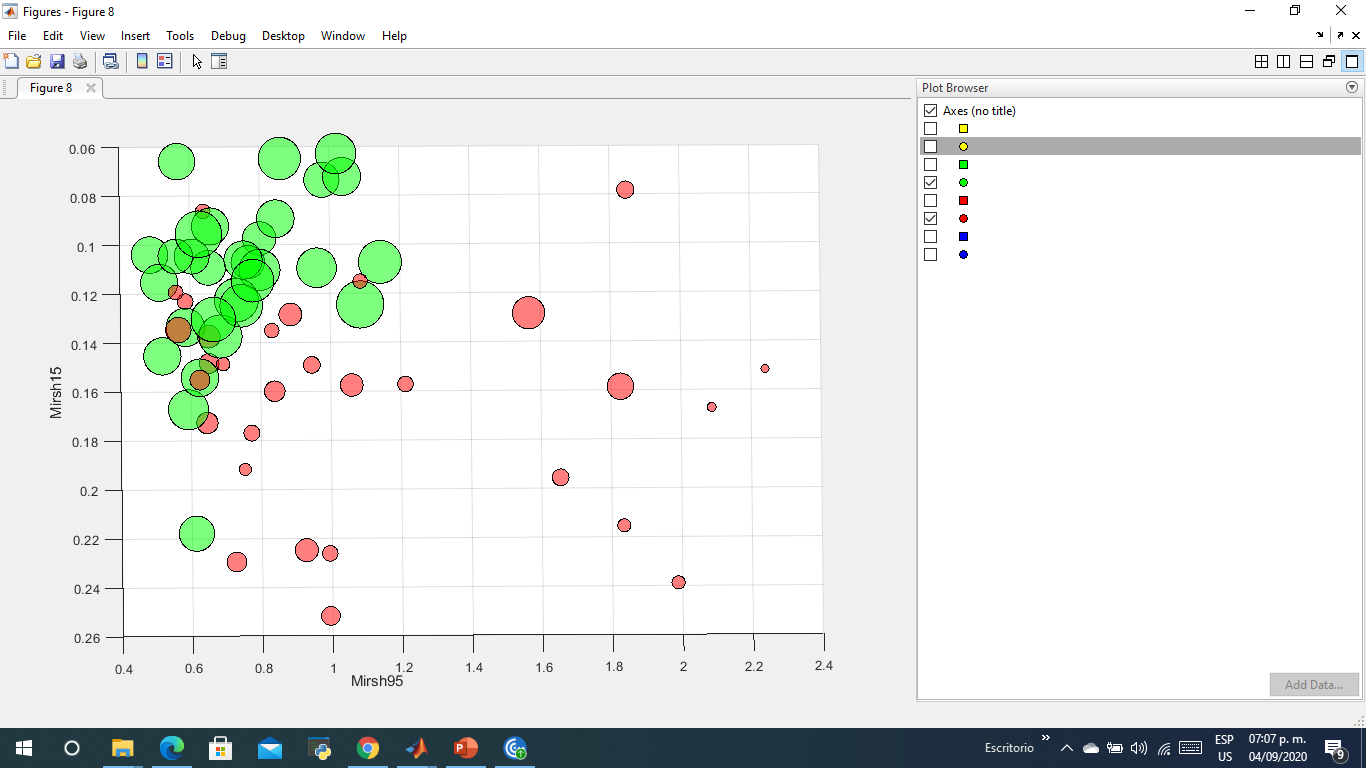 Figures - Figure 8
File Edit View Insert Tools Debug Desktop Window Help
Figure 8
Plot Browser
Axes (no title)
0.06
0.08
0.1
0.12
0.14
0.16
0.18
0.2
0.22
0.24
0.26
Mirsh15
0.4 0.6 0.8 1 1.2 1.4 1.6 1.8 2 2.2 2.4
Mirsh95
Add Data...
Escritorio
ESP
US
07:07 p. m.
04/09/2020
9